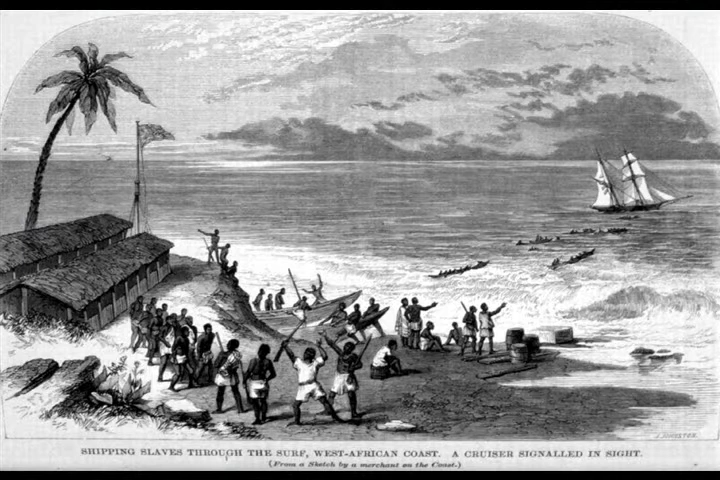 J. JOHNSTON.
SHIPPING SLAVES THROUGH THE SURF, WEST-AFRICAN COAST. A CRUISER SIGNALLED IN SIGHT.
(From a Sketch by a merchant on the Coast.)